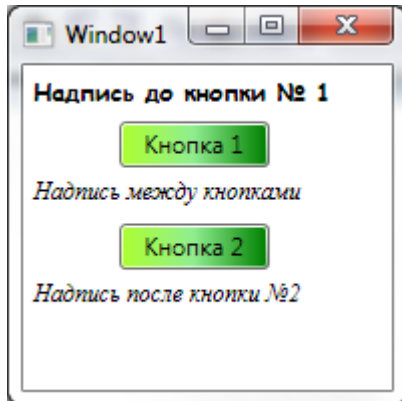 Window1
Надпись до кнопки № 1
Кнопка 1
Надпись между кнопками
Кнопка 2
Надпись после кнопки №2